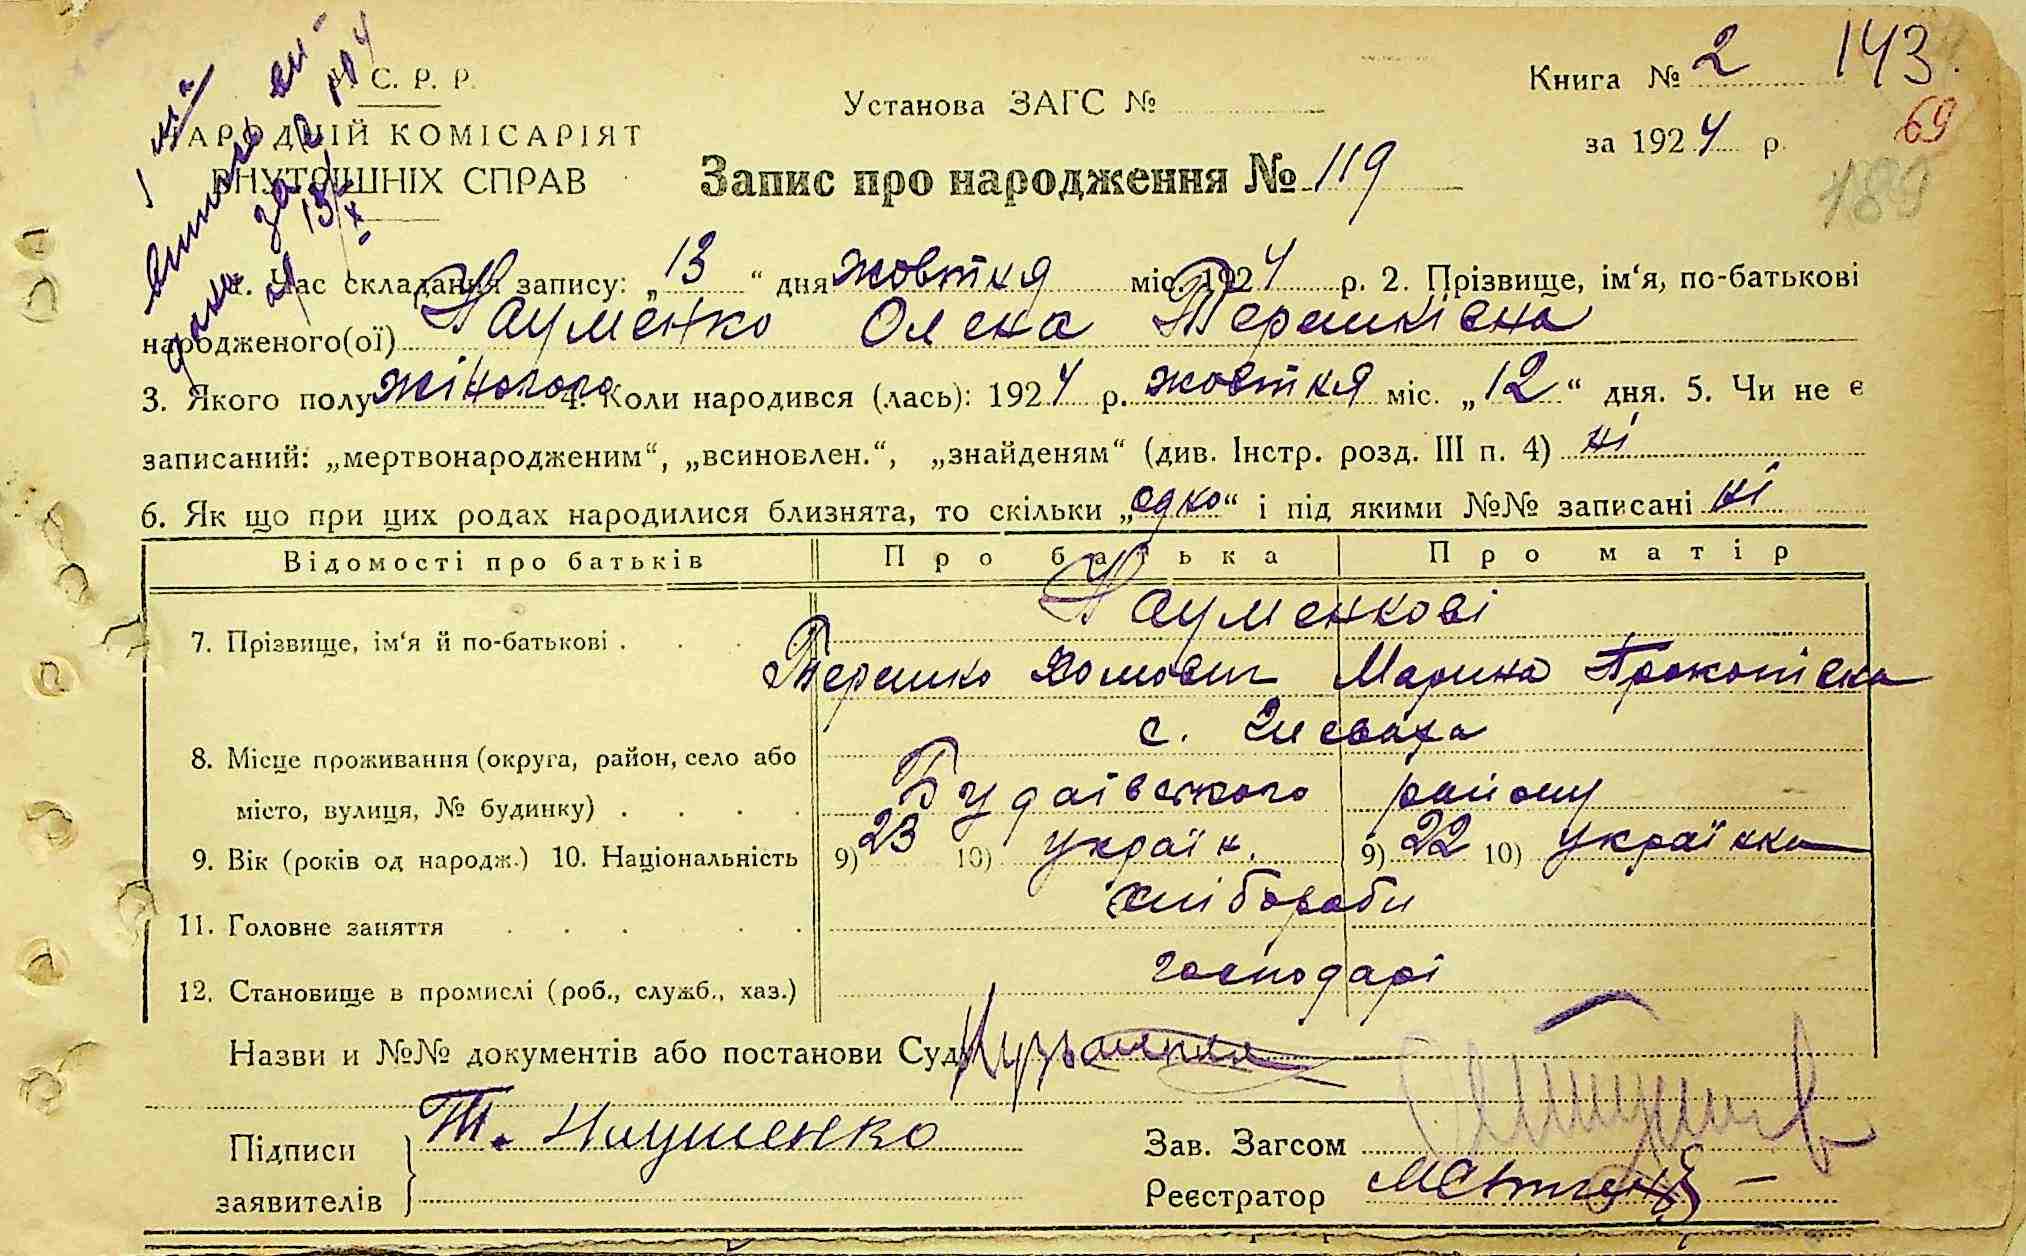 С. Р. Р.
НАРОДНІЙ КОМІСАРІЯТ
ВНУТРІШНІХ СПРАВ
Установа ЗАГС №
Книга № 2 143
за 1924 р. 69
189
Запис про народження № 119
1. Час складання запису: „13“ дня жовтня міс. 1924 р. 2. Прізвище, ім‘я, по-батькові
народженого(ої) Науменко Олена Терешківна
3. Якого полу жіночого 4. Коли народився (лась): 1924 р. жовтня міс. „12“ дня. 5. Чи не є
записаний: „мертвонародженим“, „всиновлен.“, „знайденям“ (див. Інстр. розд. III п. 4) ні
6. Як що при цих родах народилися близнята, то скільки „одно“ і під якими №№ записані ні
Відомості про батьків Про батька Про матір
Науменкові
7. Прізвище, ім‘я й по-батькові
Терешко Хомович Марина Прокопівна
с. Глеваха
8. Місце проживання (округа, район, село або
місто, вулиця, № будинку) Будаївського району
9. Вік (років од народж.) 10. Національність 9) 23 10) україн. 9) 22 10) українка
хлібороби
11. Головне заняття
господарі
12. Становище в промислі (роб., служб., хаз.)
Назви и №№ документів або постанови Суд
Підписи Т. Науменко
заявителів
Зав. Загсом
Реєстратор